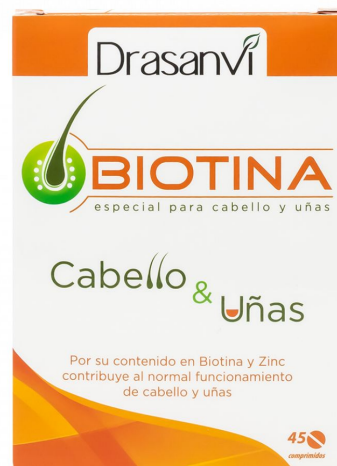 Drasanvi
BIOTINA
especial para cabello y uñas
Cabello
& Uñas
Por su contenido en Biotina y Zinc
contribuye al normal funcionamiento
de cabello y uñas
45
comprimidos